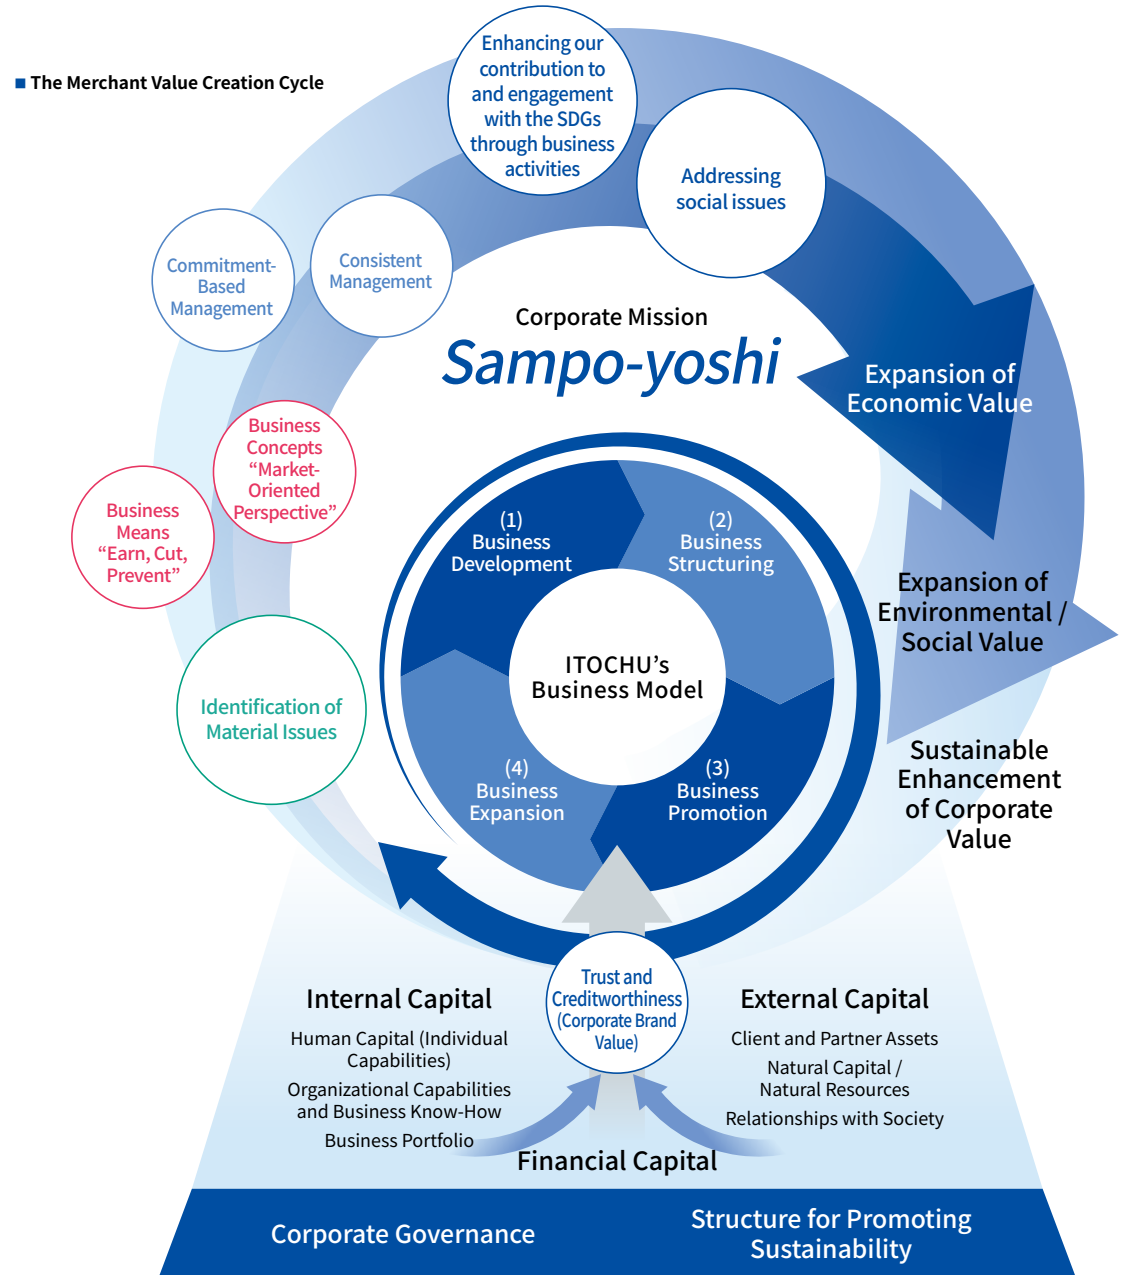 ■ The Merchant Value Creation Cycle
Enhancing our
contribution to
and engagement
with the SDGs
through business
activities
Addressing
social issues
Commitment-
Based
Management
Consistent
Management
Corporate Mission
Sampo-yoshi
Expansion of
Economic Value
Business
Concepts
“Market-
Oriented
Perspective”
Business
Means
“Earn, Cut,
Prevent”
(1)
Business
Development
(2)
Business
Structuring
Expansion of
Environmental /
Social Value
ITOCHU’s
Business Model
Identification of
Material Issues
(4)
Business
Expansion
(3)
Business
Promotion
Sustainable
Enhancement
of Corporate
Value
Trust and
Creditworthiness
(Corporate Brand
Value)
Internal Capital
Human Capital (Individual
Capabilities)
Organizational Capabilities
and Business Know-How
Business Portfolio
External Capital
Client and Partner Assets
Natural Capital /
Natural Resources
Relationships with Society
Financial Capital
Corporate Governance
Structure for Promoting
Sustainability